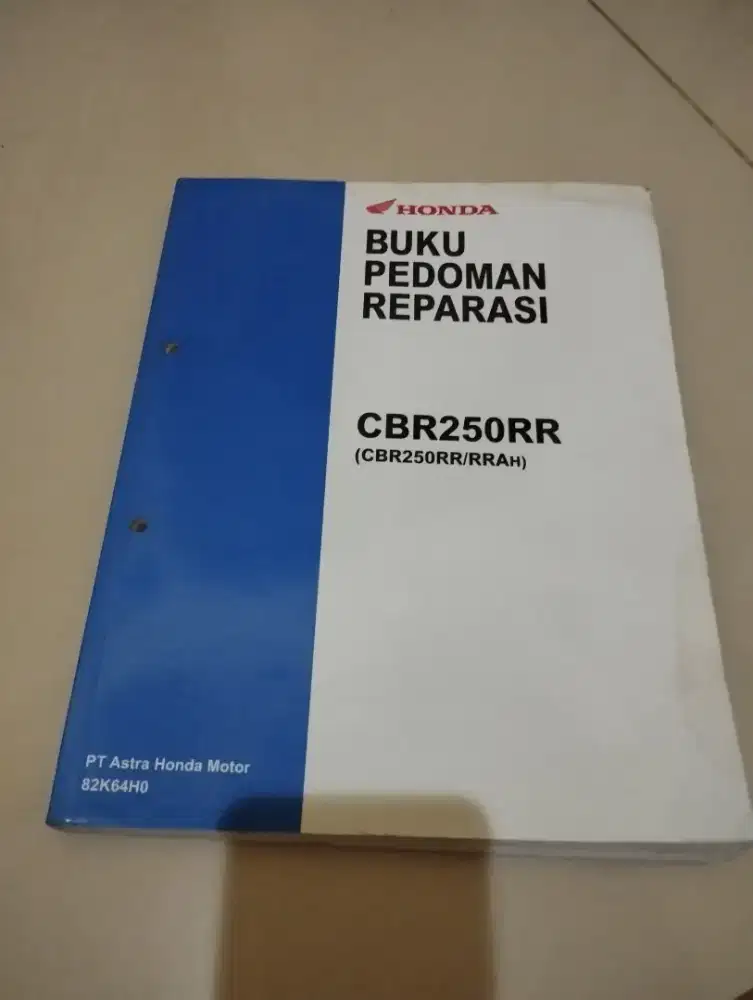 HONDA
BUKU
PEDOMAN
REPARASI
CBR250RR
(CBR250RR/RRAH)
PT Astra Honda Motor
82K64H0